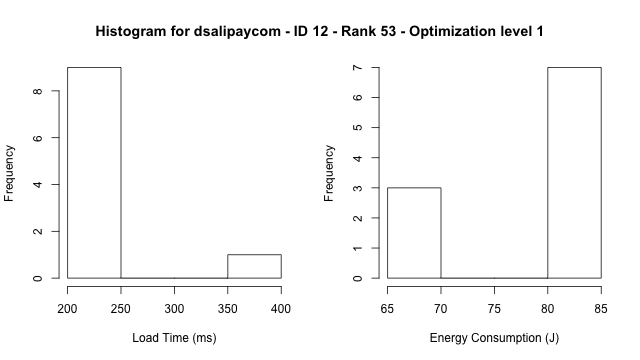 Histogram for dsalipaycom - ID 12 - Rank 53 - Optimization level 1
Frequency
0 2 4 6 8
200 250 300 350 400
Load Time (ms)
Frequency
0 1 2 3 4 5 6 7
65 70 75 80 85
Energy Consumption (J)